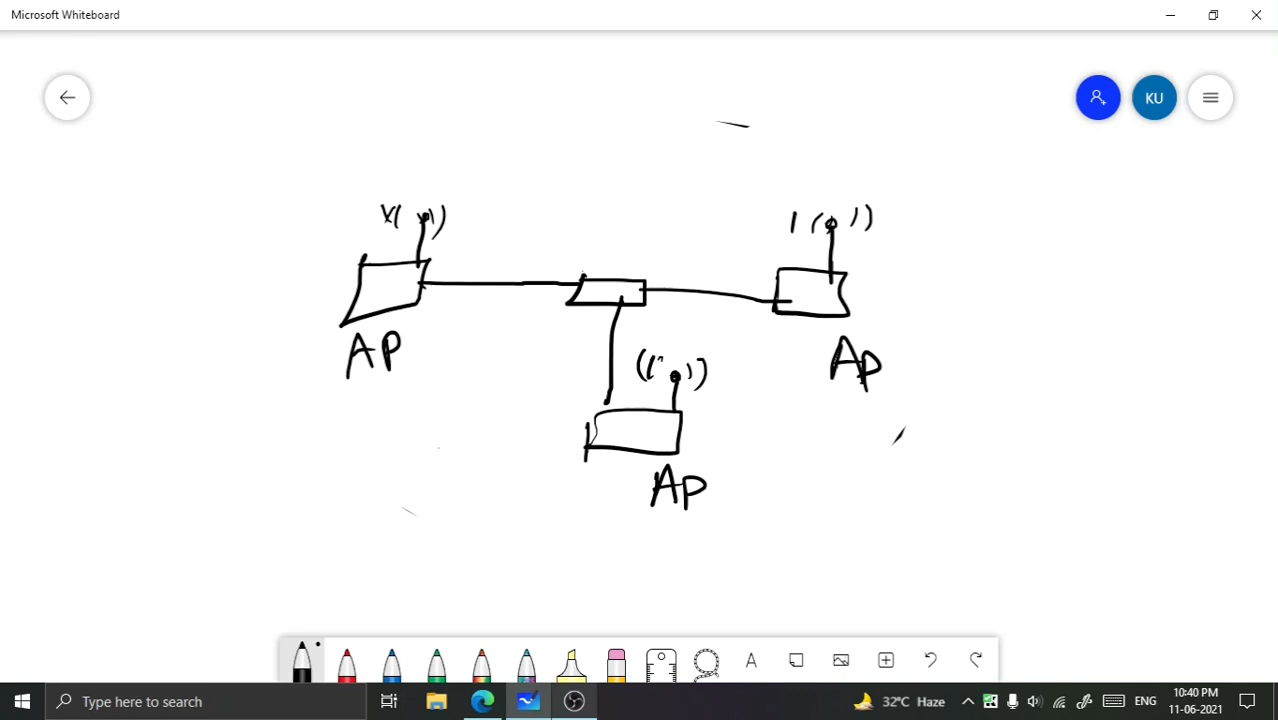 Microsoft Whiteboard
KU
AP
AP
AP
A
Type here to search
32°C Haze
ENG
10:40 PM
11-06-2021